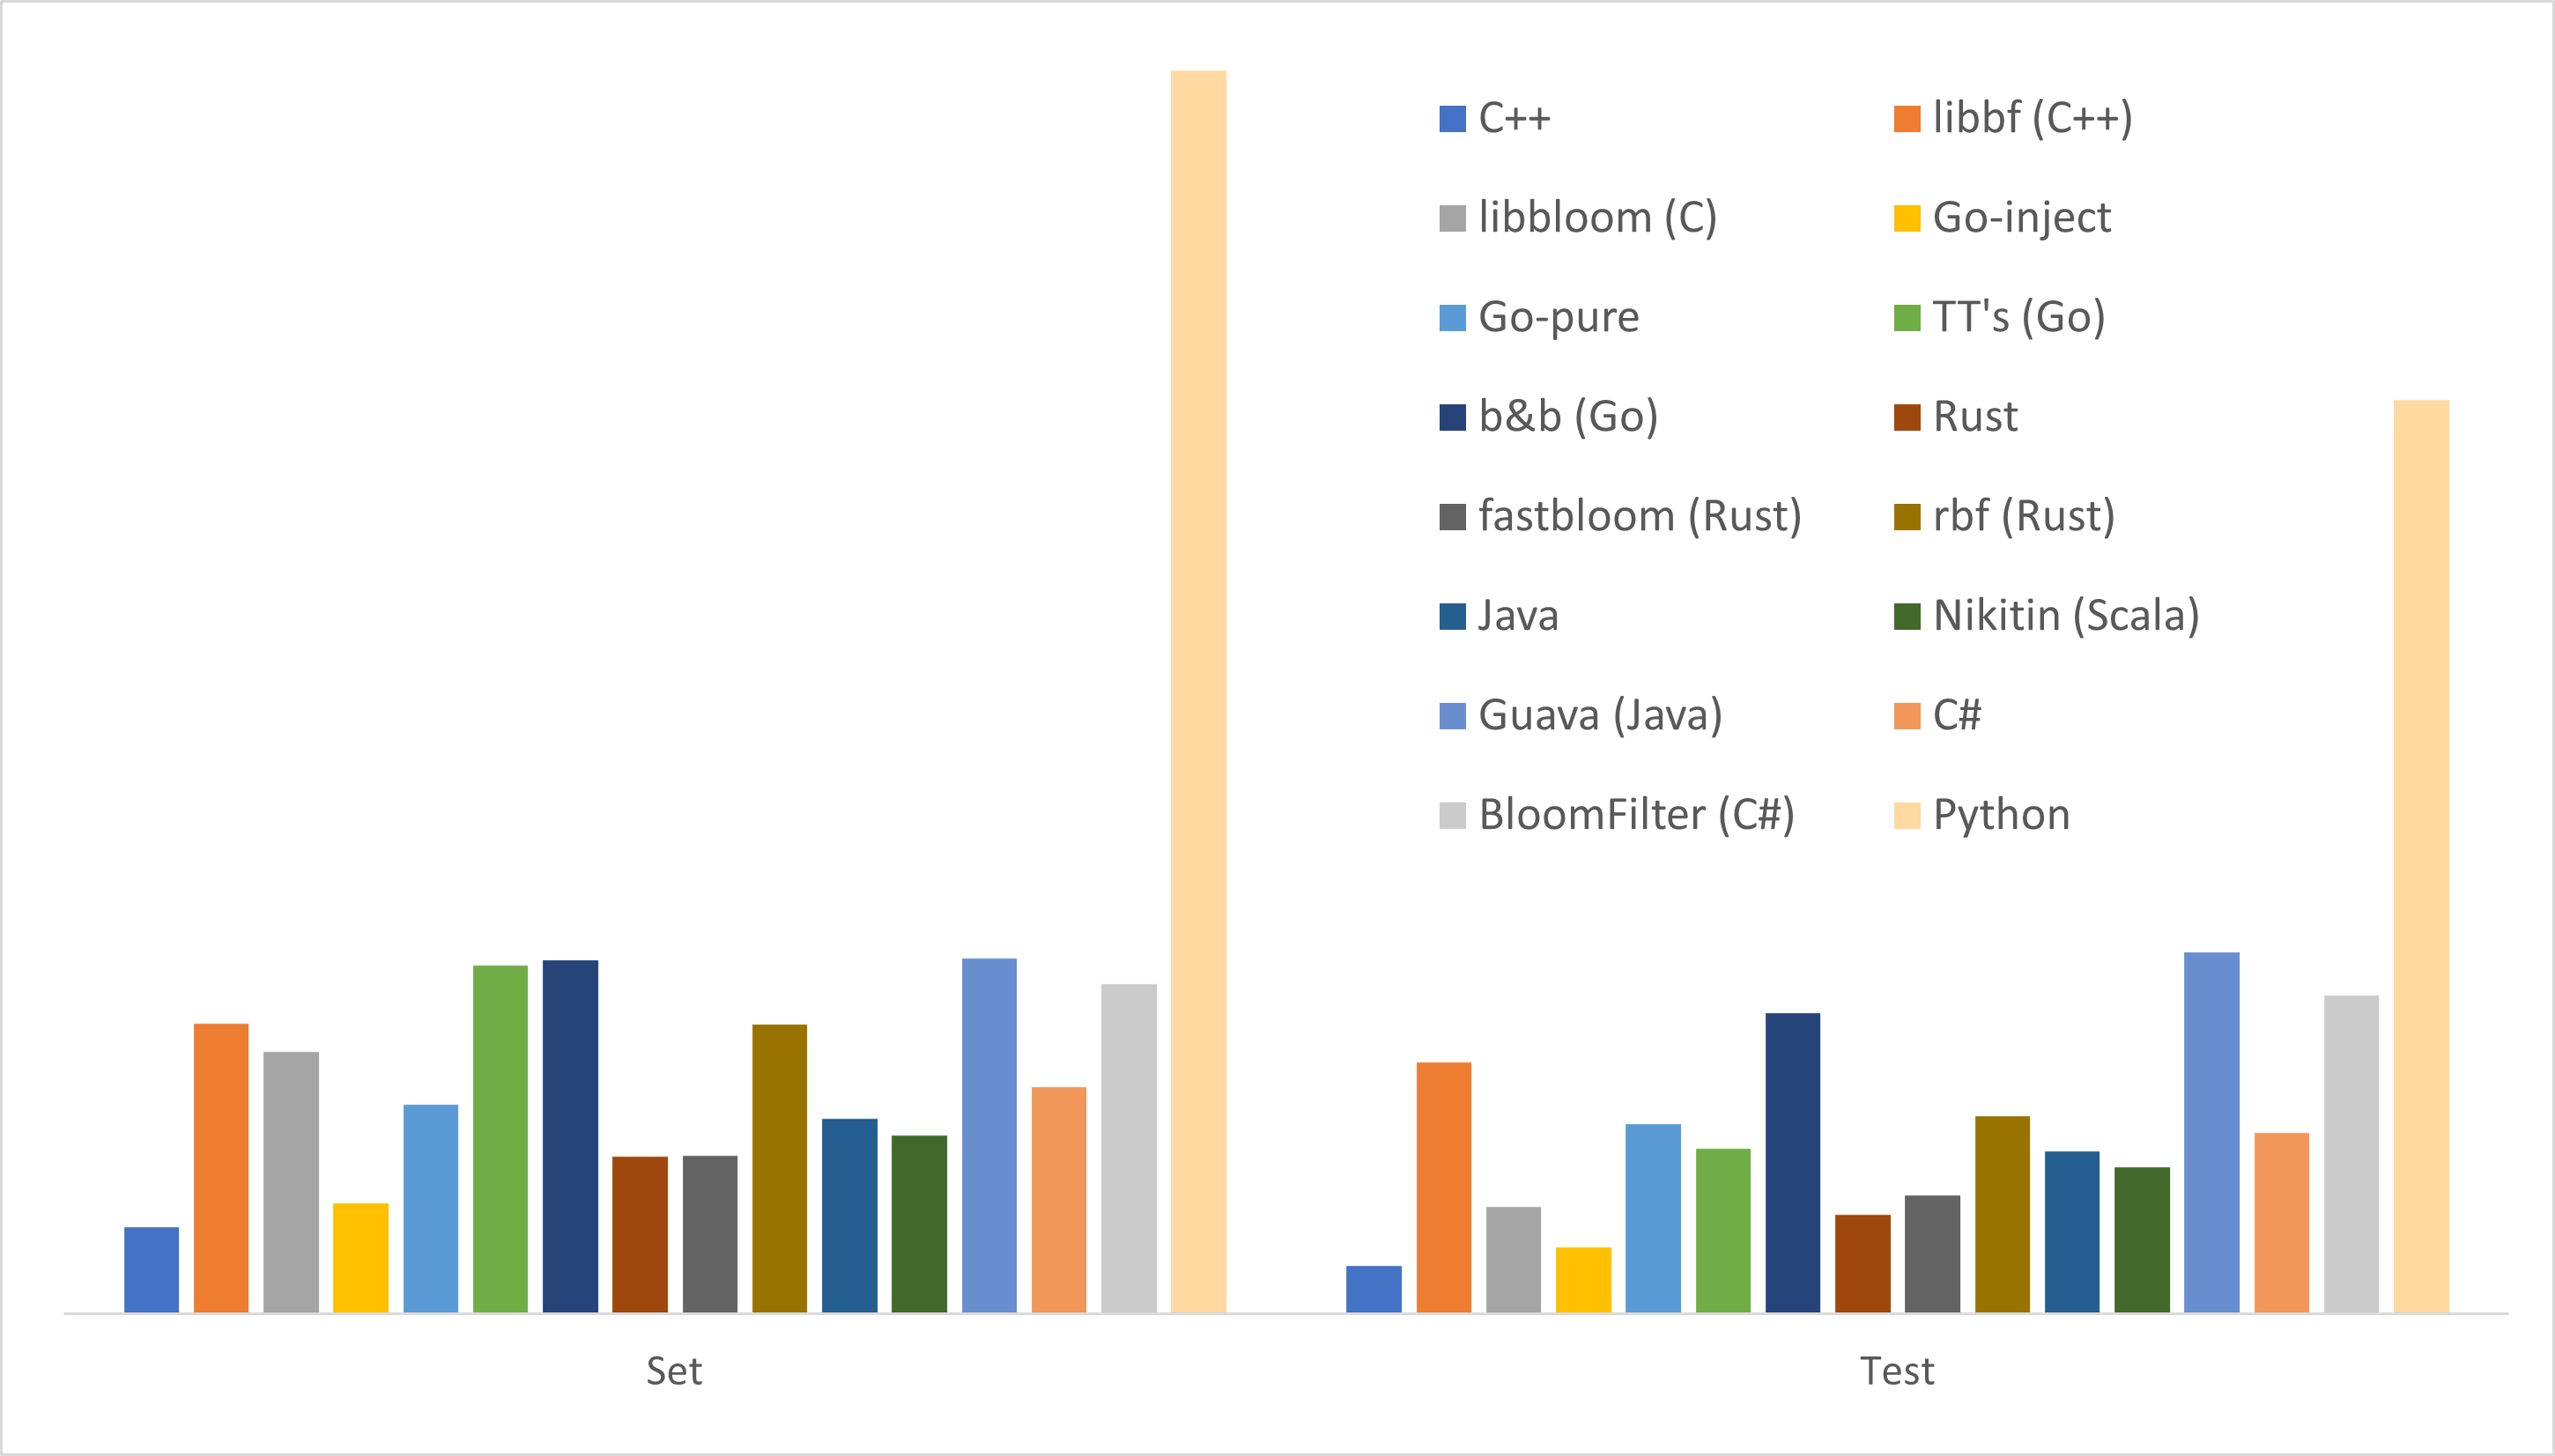 C++ libbf (C++)
libbloom (C) Go-inject
Go-pure TT's (Go)
b&b (Go) Rust
fastbloom (Rust) rbf (Rust)
Java Nikitin (Scala)
Guava (Java) C#
BloomFilter (C#) Python
Set Test